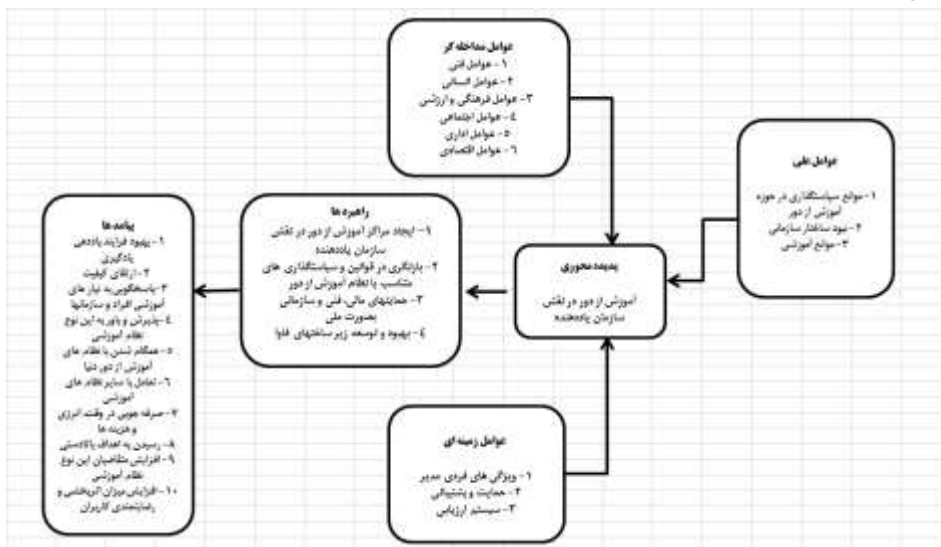 عوامل مداخله گر
۱- عوامل فنی
۲- عوامل انسانی
۳- عوامل فرهنگی و ارزشی
٤- عوامل اجتماعی
۵- عوامل اداری
٦- عوامل اقتصادی
عوامل علی
۱- موانع سیاستگذاری در حوزه
آموزش از دور
۲- نبود ساختار سازمانی
۳- موانع آموزشی
پدیده محوری
آموزش از دور در نقش
سازمان یاددهنده
راهبردها
۱- ایجاد مراکز آموزش از دور در نقش
سازمان یاددهنده
۲- بازنگری در قوانین و سیاستگذاری های
متناسب با نظام آموزش از دور
۳- حمایتهای مالی، فنی و سازمانی
بصورت ملی
٤- بهبود و توسعه زیر ساختهای فاوا
پیامدها
۱- بهبود فرایند یاددهی
یادگیری
۲- ارتقای کیفیت
۳- پاسخگویی به نیاز های
آموزشی افراد و سازمانها
٤- پذیرش و باور به این نوع
نظام آموزشی
۵- همگام شدن با نظام های
آموزش از دور دنیا
٦- تعامل با سایر نظام های
آموزشی
۷- صرفه جویی در وقت، انرژی
و هزینه ها
۸- رسیدن به اهداف بالادستی
۹- افزایش متقاضیان این نوع
نظام آموزشی
۱۰- افزایش میزان اثربخشی و
رضایتمندی کاربران
عوامل زمینه ای
۱- ویژگی های فردی مدیر
۲- حمایت و پشتیبانی
۳- سیستم ارزیابی